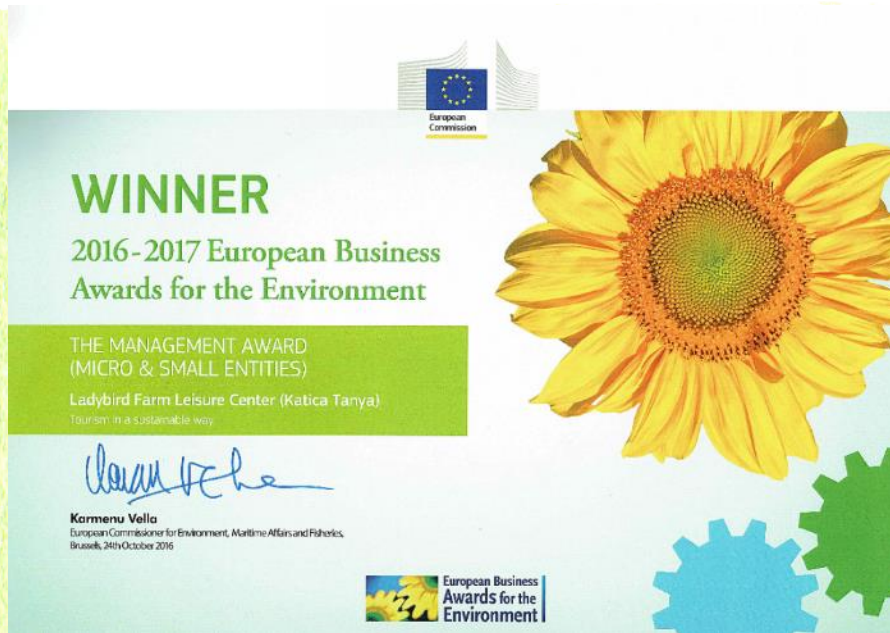 European
Commission
WINNER
2016-2017 European Business
Awards for the Environment
THE MANAGEMENT AWARD
(MICRO & SMALL ENTITIES)
Ladybird Farm Leisure Center (Katica Tanya)
Tourism in a sustainable way
Karmenu Vella
European Commissioner for Environment, Maritime Affairs and Fisheries,
Brussels, 24th October 2016
European Business
Awards for the
Environment